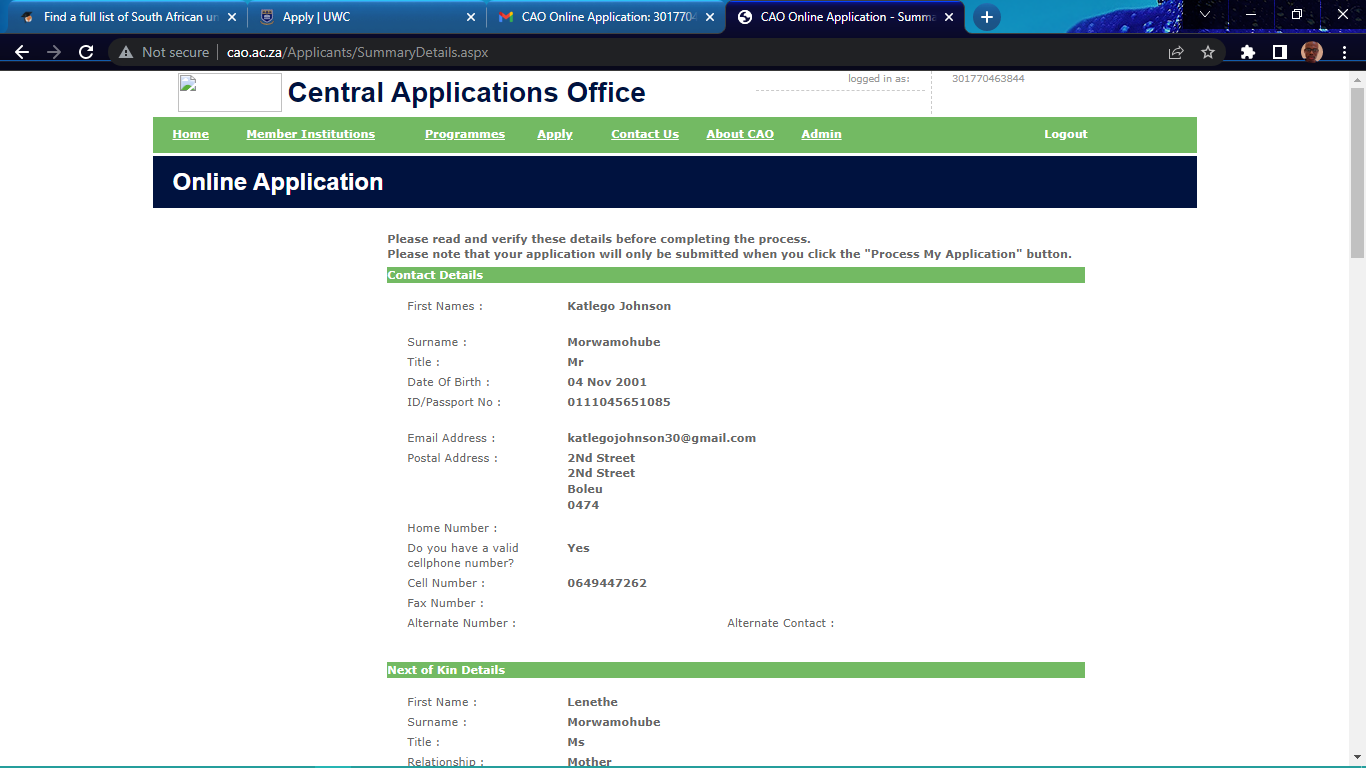 Find a full list of South African un
Apply | UWC
CAO Online Application: 3017704
CAO Online Application - Summa
Not secure cao.ac.za/Applicants/SummaryDetails.aspx
Central Applications Office
logged in as: 301770463844
Home Member Institutions Programmes Apply Contact Us About CAO Admin Logout
Online Application
Please read and verify these details before completing the process.
Please note that your application will only be submitted when you click the "Process My Application" button.
Contact Details
First Names : Katlego Johnson
Surname : Morwamohube
Title : Mr
Date Of Birth : 04 Nov 2001
ID/Passport No : 0111045651085
Email Address : katlegojohnson30@gmail.com
Postal Address : 2Nd Street
2Nd Street
Boleu
0474
Home Number :
Do you have a valid Yes
cellphone number?
Cell Number : 0649447262
Fax Number :
Alternate Number : Alternate Contact :
Next of Kin Details
First Name : Lenethe
Surname : Morwamohube
Title : Ms
Relationship : Mother